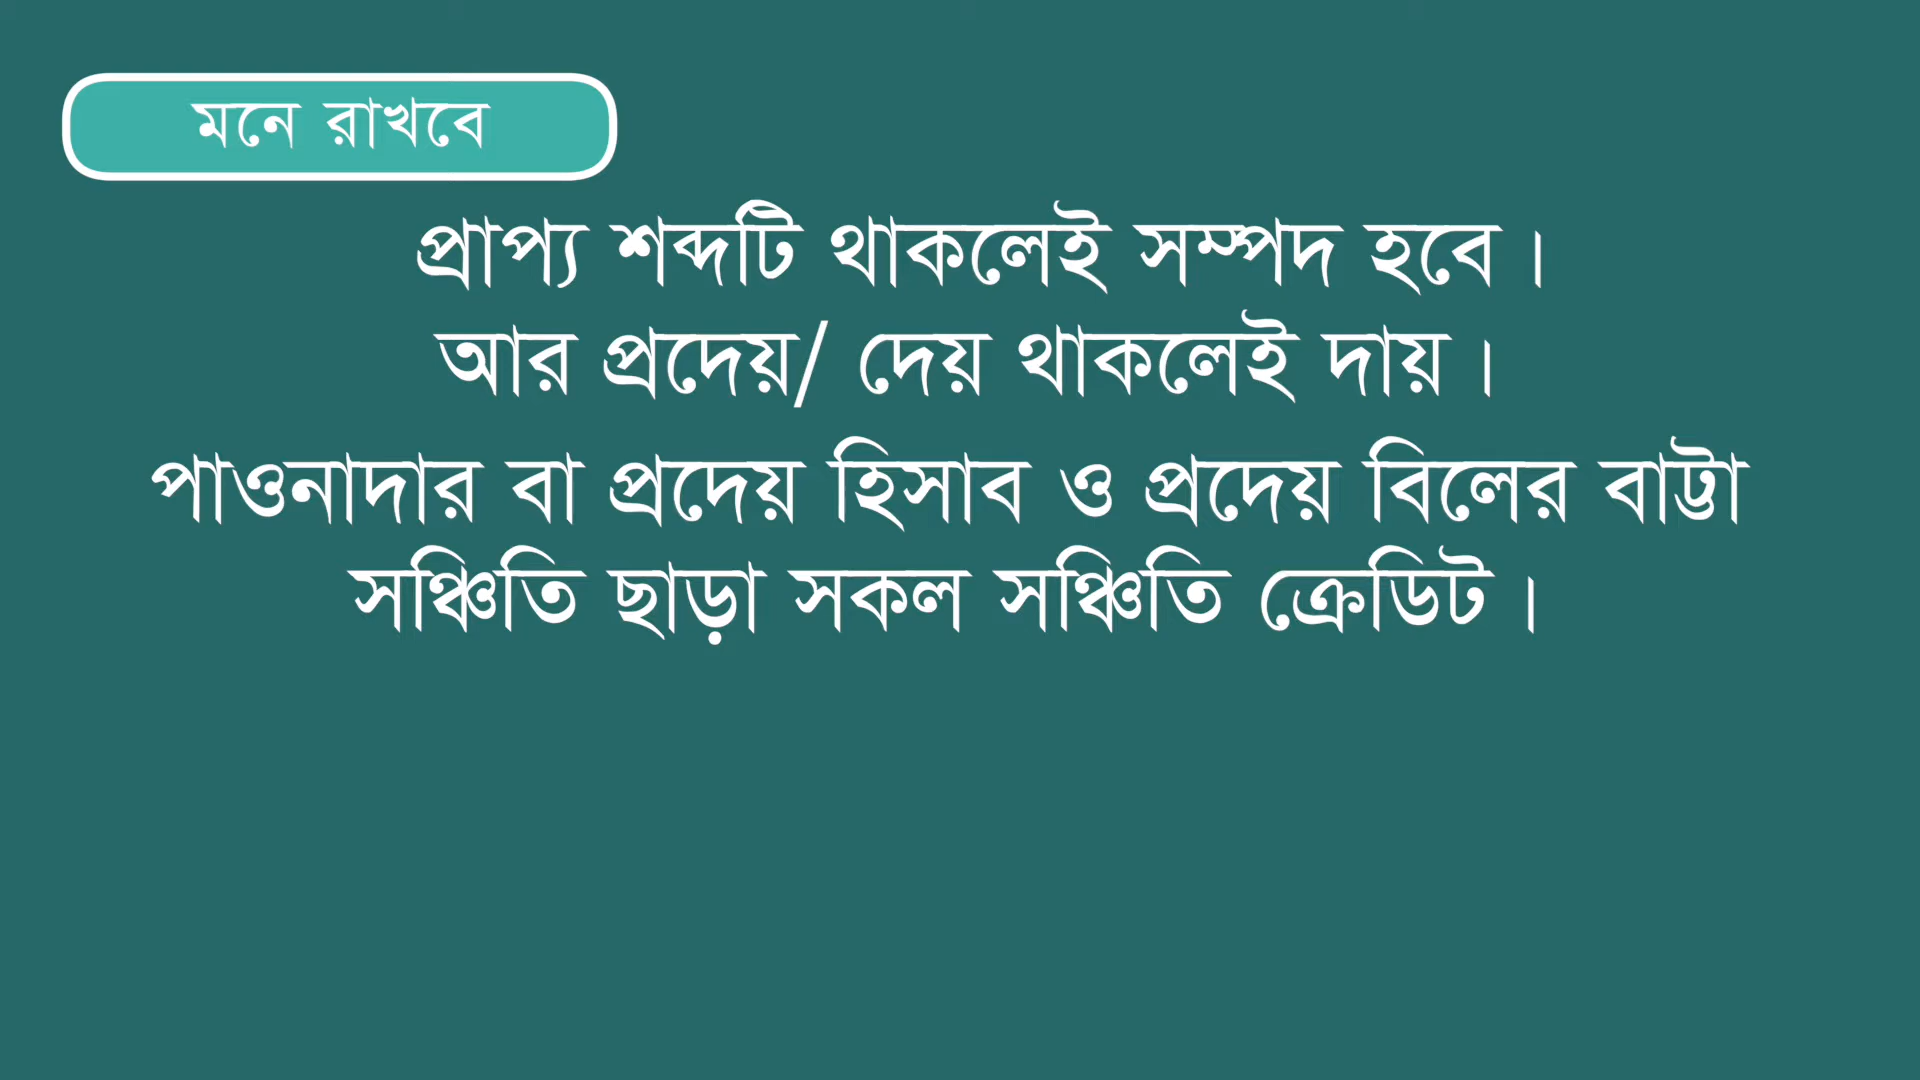 মনে রাখবে
প্রাপ্য শব্দটি থাকলেই সম্পদ হবে।
আর প্রদেয়/ দেয় থাকলেই দায়।
পাওনাদার বা প্রদেয় হিসাব ও প্রদেয় বিলের বাট্টা
সঞ্চিতি ছাড়া সকল সঞ্চিতি ক্রেডিট।